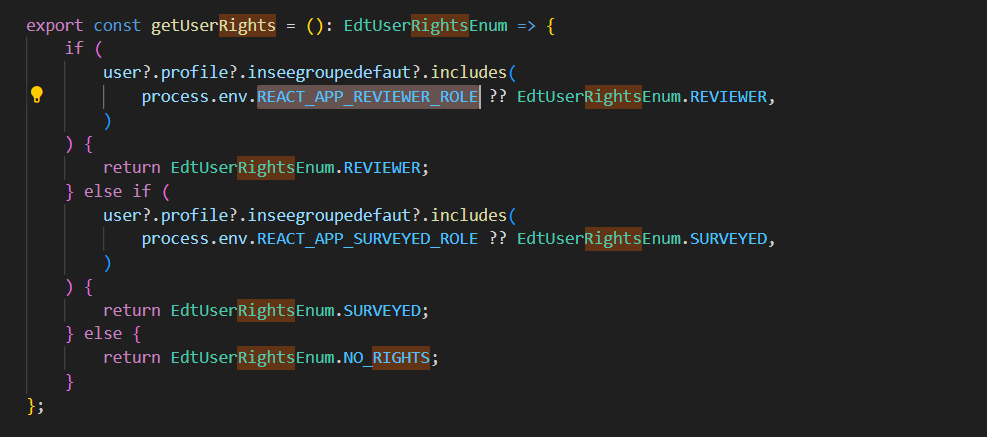 export const getUserRights = (): EdtUserRightsEnum => {
if (
user?.profile?.inseegroupedefaut?.includes(
process.env.REACT_APP_REVIEWER_ROLE ?? EdtUserRightsEnum.REVIEWER,
)
) {
return EdtUserRightsEnum.REVIEWER;
} else if (
user?.profile?.inseegroupedefaut?.includes(
process.env.REACT_APP_SURVEYED_ROLE ?? EdtUserRightsEnum.SURVEYED,
)
) {
return EdtUserRightsEnum.SURVEYED;
} else {
return EdtUserRightsEnum.NO_RIGHTS;
}
};